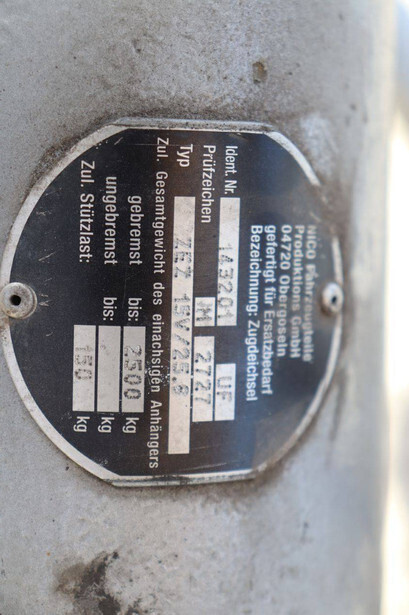 NICO Fahrzeugteile
Produktions GmbH
04720 Obergoseln
gefertigt für Ersatzbedarf
Bezeichnung: Zugdeichsel
Ident. Nr. 143201 UF
Prüfzeichen M 2727
Typ ZEZ 15V/25.8
Zul. Gesamtgewicht des einachsigen Anhängers
gebremst bis: 2500 kg
ungebremst bis: kg
Zul. Stützlast: 150 kg